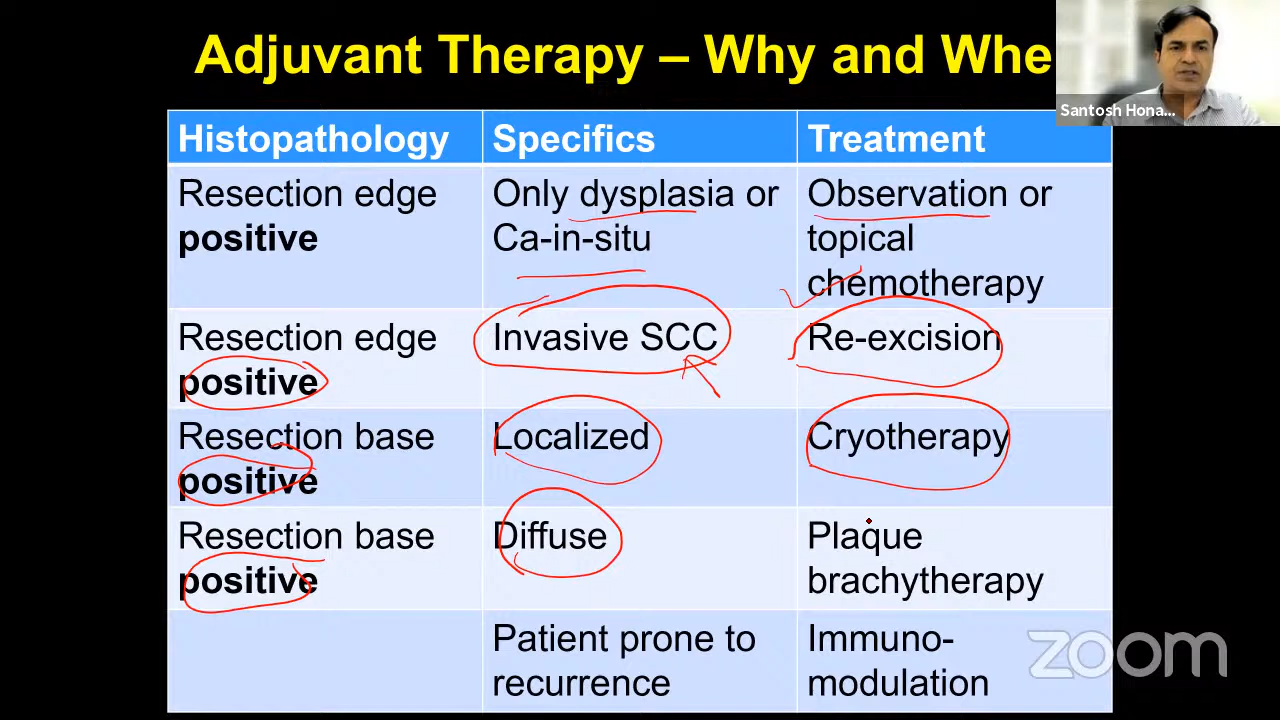 Adjuvant Therapy – Why and Whe
Santosh Hona...
Histopathology Specifics Treatment
Resection edge Only dysplasia or Observation or
positive Ca-in-situ topical
chemotherapy
Resection edge Invasive SCC Re-excision
positive
Resection base Localized Cryotherapy
positive
Resection base Diffuse Plaque
positive brachytherapy
Patient prone to Immuno-
recurrence modulation
zoom